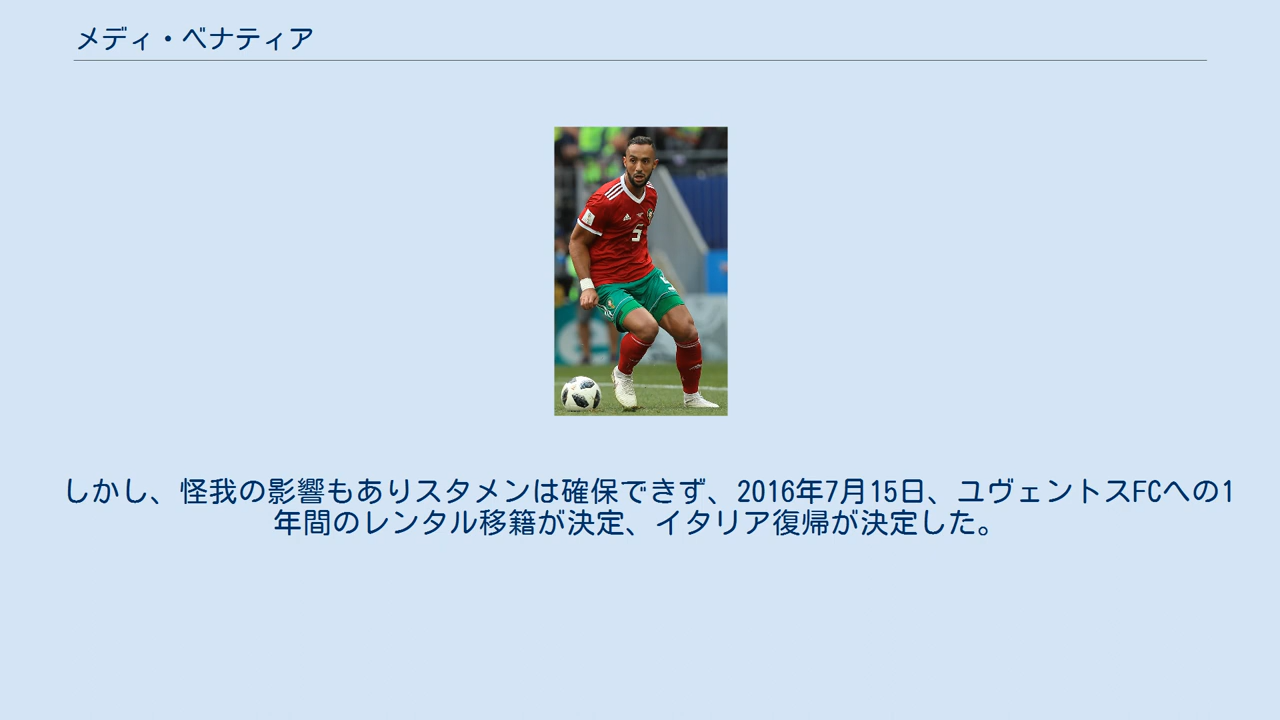 メディ・ベナティア
5
しかし、怪我の影響もありスタメンは確保できず、2016年7月15日、ユヴェントスFCへの1
年間のレンタル移籍が決定、イタリア復帰が決定した。